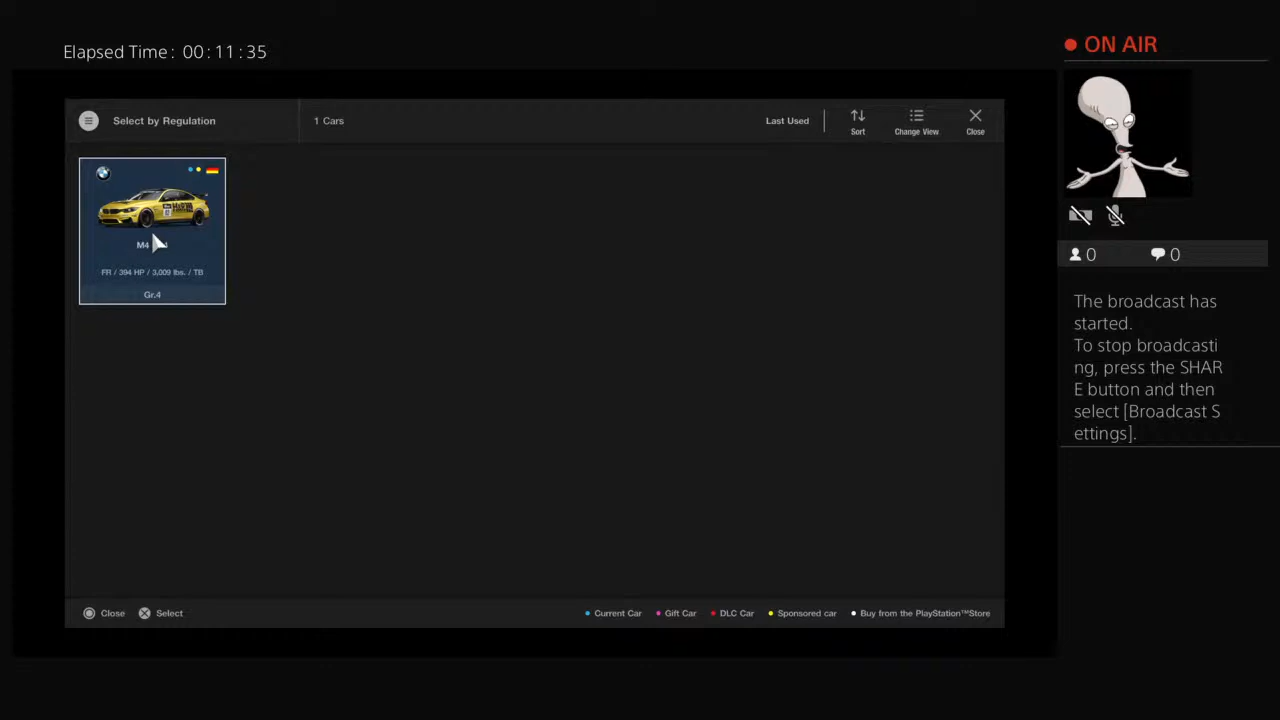 Elapsed Time: 00:11:35
ON AIR
Select by Regulation
1 Cars
Last Used
Sort
Change View
Close
M4
FR / 394 HP / 3,009 lbs. / TB
Gr.4
0
0
The broadcast has
started.
To stop broadcasti
ng, press the SHAR
E button and then
select [Broadcast S
ettings].
Close
Select
Current Car
Gift Car
DLC Car
Sponsored car
Buy from the PlayStation™Store